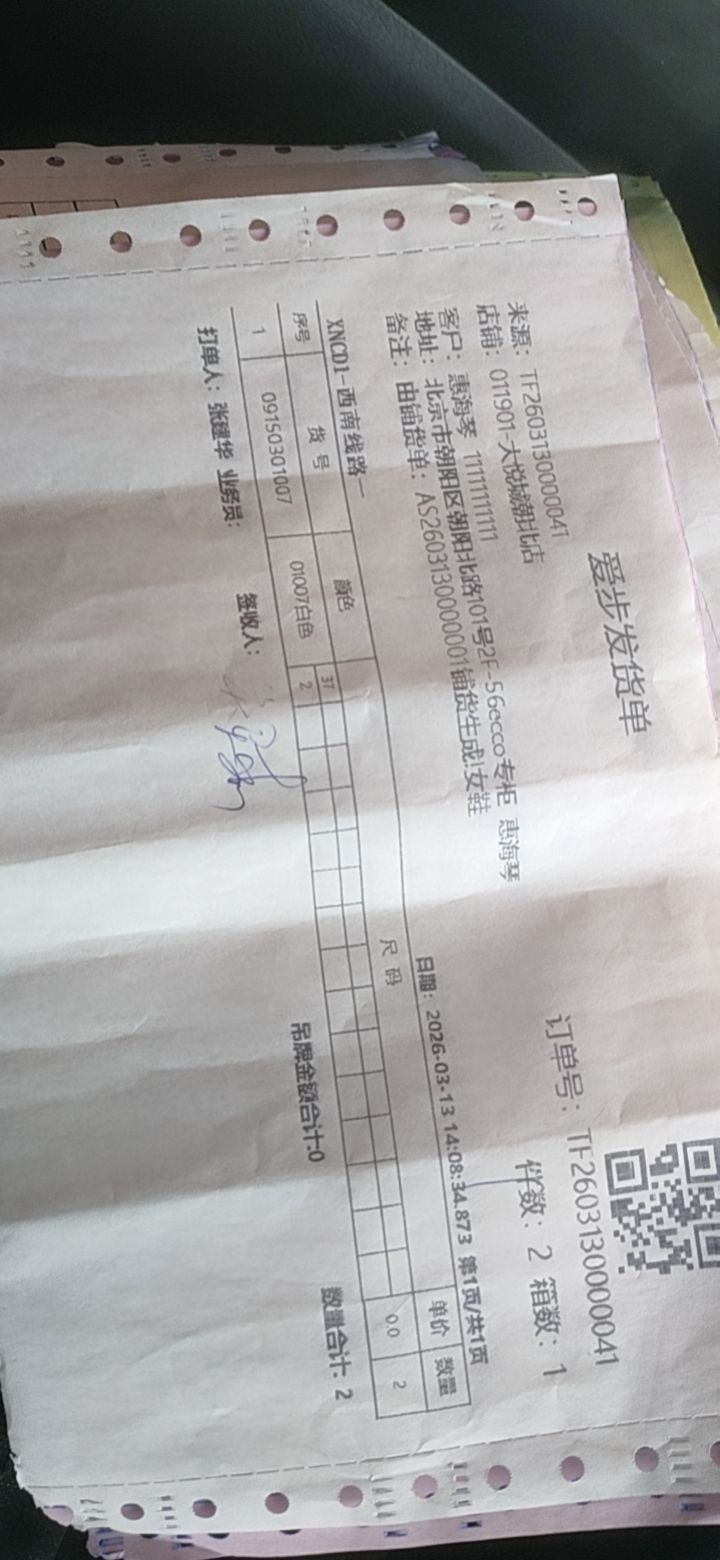 爱步发货单
订单号：TF2603130000041
来源：TF2603130000041
件数：2 箱数：1
店铺：011901-大悦城朝北店
客户：惠海琴 11111111111
地址：北京市朝阳区朝阳北路101号2F-56ecco专柜 惠海琴
备注：由铺货单：AS2603130000001铺货生成!女鞋
XNCD1-西南线路一 日期：2026-03-13 14:08:34.873 第1页/共1页
序号 货号 颜色 尺码 单价 数量
37
1 09150301007 01007白色 2 0.0 2
吊牌金额合计:0 数量合计: 2
打单人：张建华 业务员： 签收人：